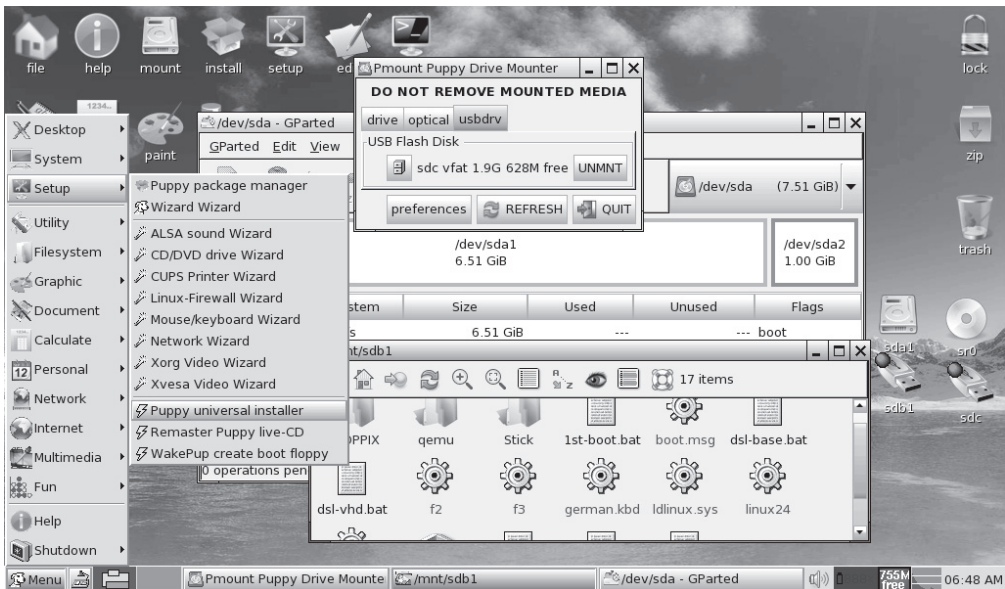 file
help
mount
install
setup
ed
lock
1234..
Desktop
System
Setup
Utility
Filesystem
Graphic
Document
Calculate
12 Personal
Network
Internet
Multimedia
Fun
Help
Shutdown
paint
Puppy package manager
Wizard Wizard
ALSA sound Wizard
CD/DVD drive Wizard
CUPS Printer Wizard
Linux-Firewall Wizard
Mouse/keyboard Wizard
Network Wizard
Xorg Video Wizard
Xvesa Video Wizard
Puppy universal installer
Remaster Puppy live-CD
WakePup create boot floppy
/dev/sda - GParted
GParted Edit View
/dev/sda (7.51 GiB)
/dev/sda1
6.51 GiB
/dev/sda2
1.00 GiB
stem Size Used Unused Flags
s 6.51 GiB --- --- boot
0 operations pen
Pmount Puppy Drive Mounter
DO NOT REMOVE MOUNTED MEDIA
drive optical usbdrv
USB Flash Disk
sdc vfat 1.9G 628M free UNMNT
preferences REFRESH QUIT
nt/sdb1
17 items
OPPIX qemu Stick 1st-boot.bat boot.msg dsl-base.bat
dsl-vhd.bat f2 f3 german.kbd ldlinux.sys linux24
zip
trash
sda1
sr0
sdb1
sdc
Menu
Pmount Puppy Drive Mounte
/mnt/sdb1
/dev/sda - GParted
755M
free
06:48 AM